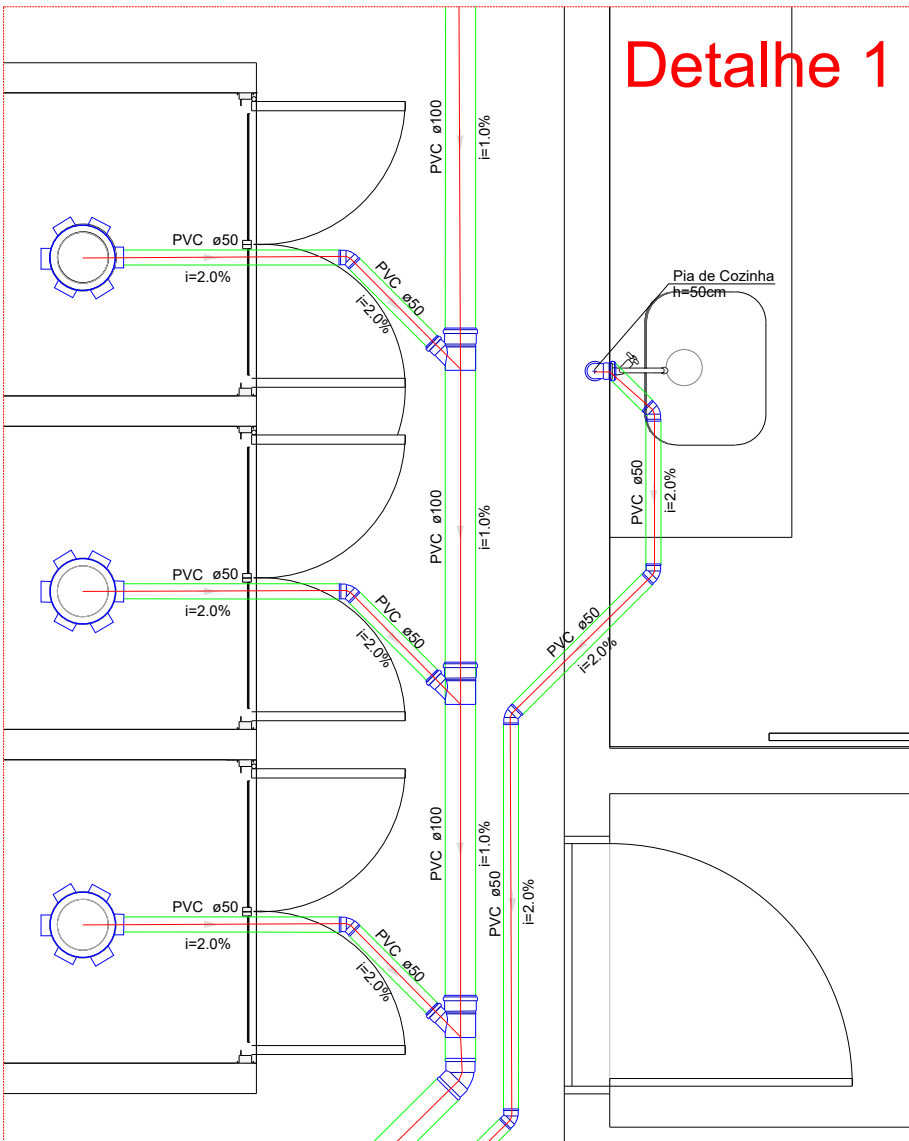 Detalhe 1
PVC ø100
i=1.0%
PVC ø50
i=2.0%
PVC ø50
i=2.0%
Pia de Cozinha
h=50cm
PVC ø50
i=2.0%
PVC ø100
i=1.0%
PVC ø50
i=2.0%
PVC ø50
i=2.0%
PVC ø50
i=2.0%
PVC ø100
i=1.0%
PVC ø50
i=2.0%
PVC ø50
i=2.0%
PVC ø50
i=2.0%